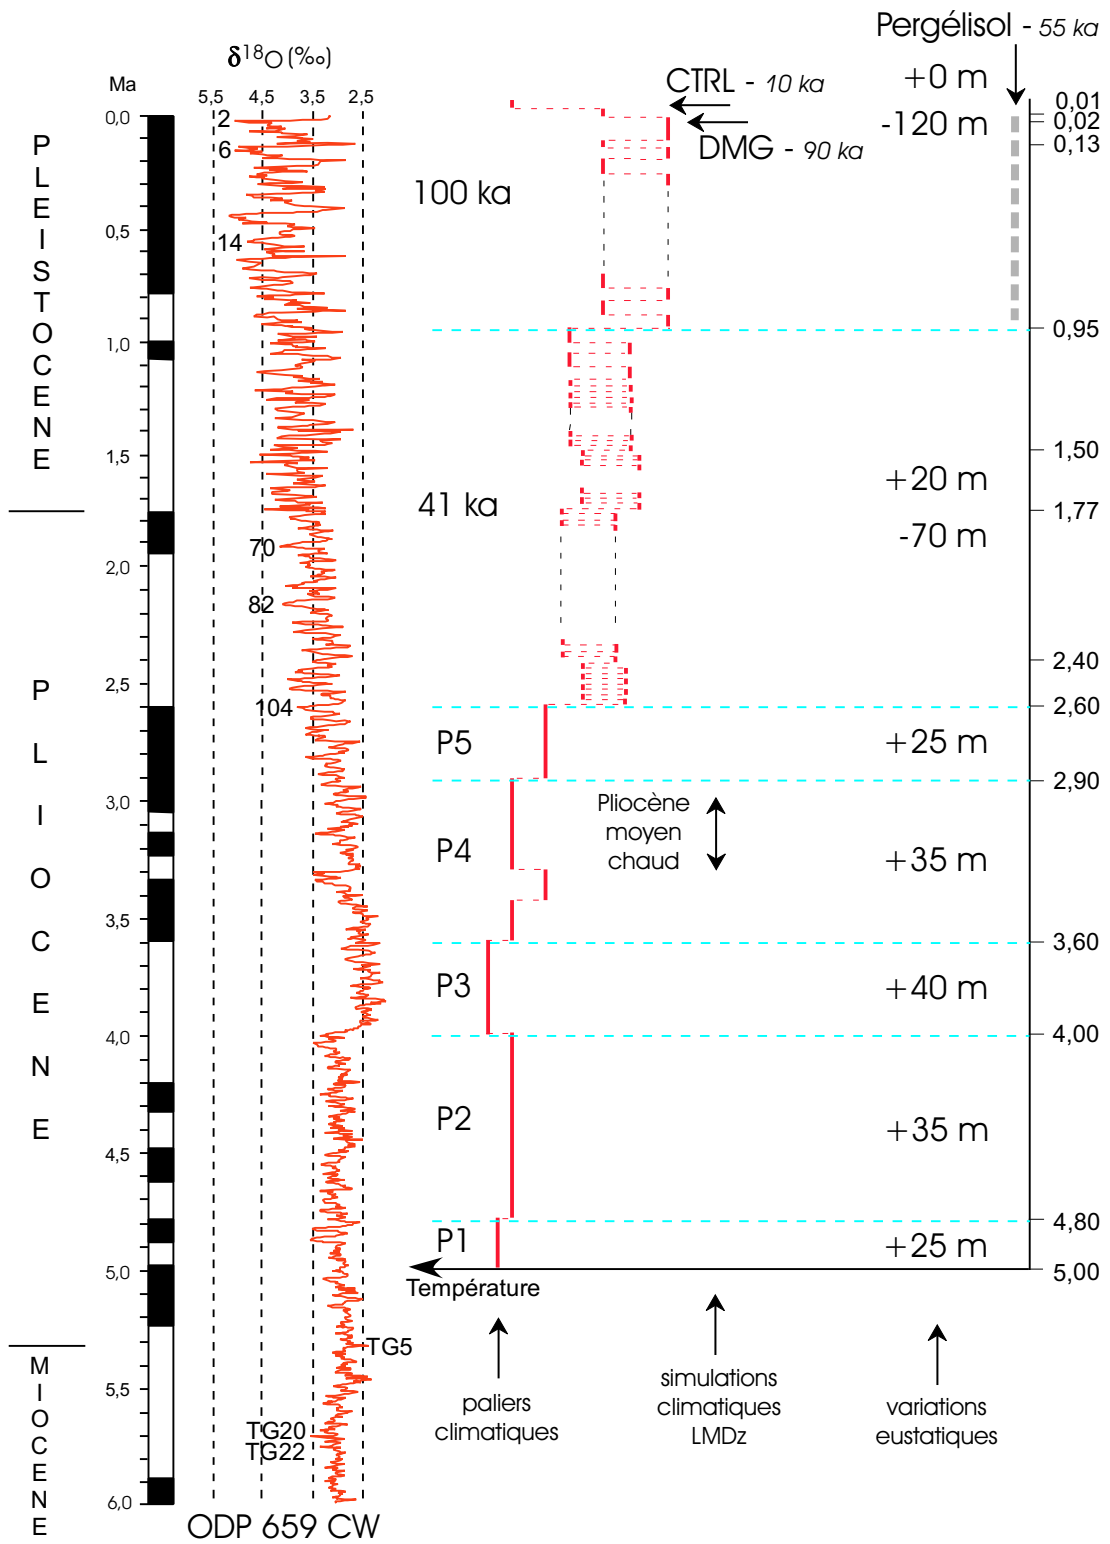 Pergélisol - 55 ka
δ18O (‰)
Ma
5,5 4,5 3,5 2,5
CTRL - 10 ka
+0 m
0,01
0,0
2
-120 m
0,02
DMG - 90 ka
0,13
6
100 ka
0,5
14
PLEISTOCENE
0,95
1,0
1,5
1,50
+20 m
41 ka
1,77
-70 m
70
2,0
82
2,40
2,5
104
2,60
P5
+25 m
2,90
3,0
Pliocène
moyen
chaud
P4
+35 m
3,5
3,60
PLIOCENE
P3
+40 m
4,0
4,00
P2
+35 m
4,5
4,80
P1
+25 m
5,0
5,00
Température
TG5
MIOCENE
5,5
paliers
climatiques
simulations
climatiques
LMDz
variations
eustatiques
TG20
TG22
6,0
ODP 659 CW